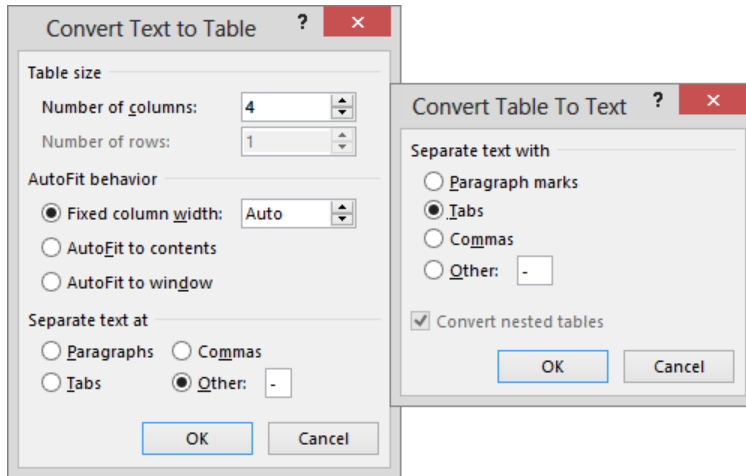 Convert Text to Table ? ×
Table size
Number of columns: 4
Number of rows: 1
AutoFit behavior
Fixed column width: Auto
AutoFit to contents
AutoFit to window
Separate text at
Paragraphs Commas
Tabs Other: -
OK Cancel
Convert Table To Text ? ×
Separate text with
Paragraph marks
Tabs
Commas
Other: -
Convert nested tables
OK Cancel